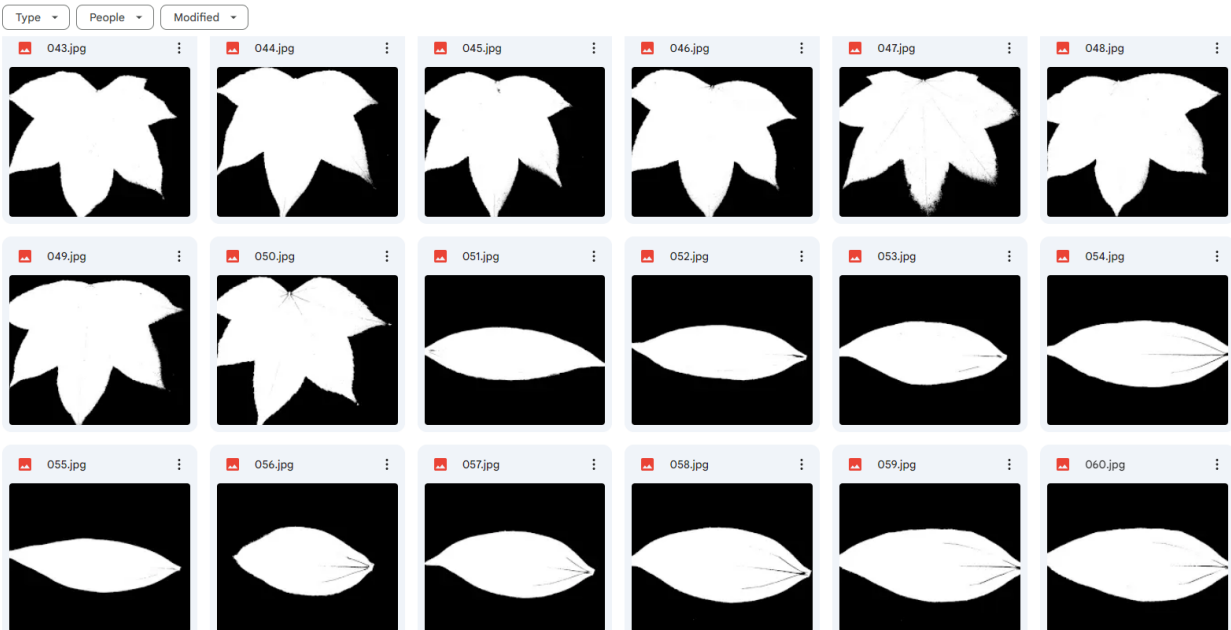 Type People Modified
043.jpg 044.jpg 045.jpg 046.jpg 047.jpg 048.jpg
049.jpg 050.jpg 051.jpg 052.jpg 053.jpg 054.jpg
055.jpg 056.jpg 057.jpg 058.jpg 059.jpg 060.jpg